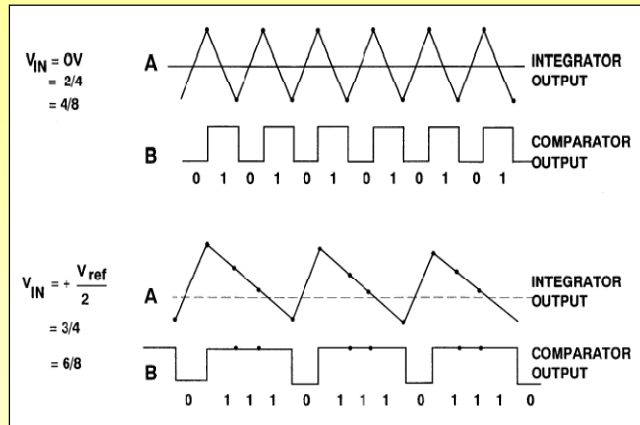 V_IN = 0V
= 2/4
= 4/8
A
INTEGRATOR
OUTPUT
B
COMPARATOR
OUTPUT
0 1 0 1 0 1 0 1 0 1 0 1
V_IN = + V_ref
2
= 3/4
= 6/8
A
INTEGRATOR
OUTPUT
B
COMPARATOR
OUTPUT
0 1 1 1 0 1 1 1 0 1 1 1 0